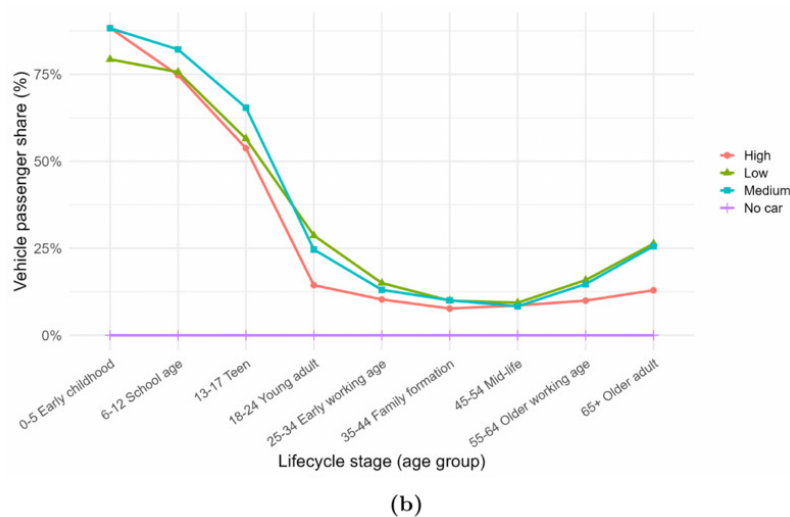 Vehicle passenger share (%)
75%
50%
25%
0%
High
Low
Medium
No car
0-5 Early childhood
6-12 School age
13-17 Teen
18-24 Young adult
25-34 Early working age
35-44 Family formation
45-54 Mid-life
55-64 Older working age
65+ Older adult
Lifecycle stage (age group)
(b)